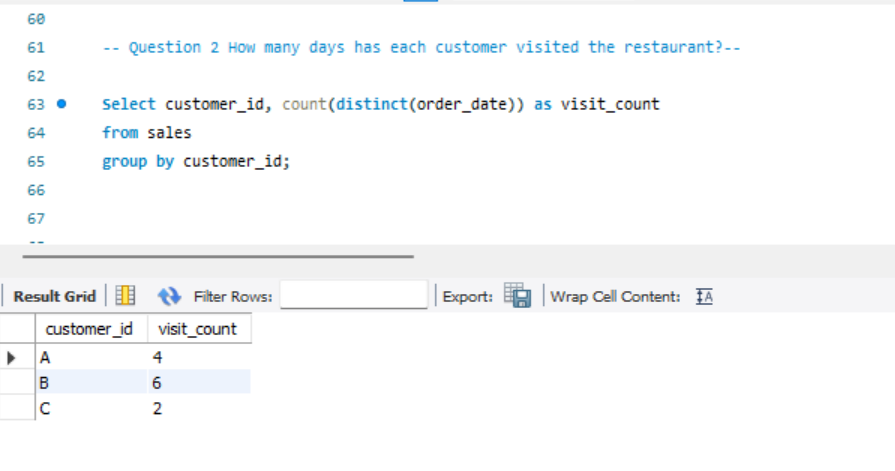 60
61 -- Question 2 How many days has each customer visited the restaurant?--
62
63 Select customer_id, count(distinct(order_date)) as visit_count
64 from sales
65 group by customer_id;
66
67
Result Grid Filter Rows: Export: Wrap Cell Content: IA
customer_id visit_count
A 4
B 6
C 2